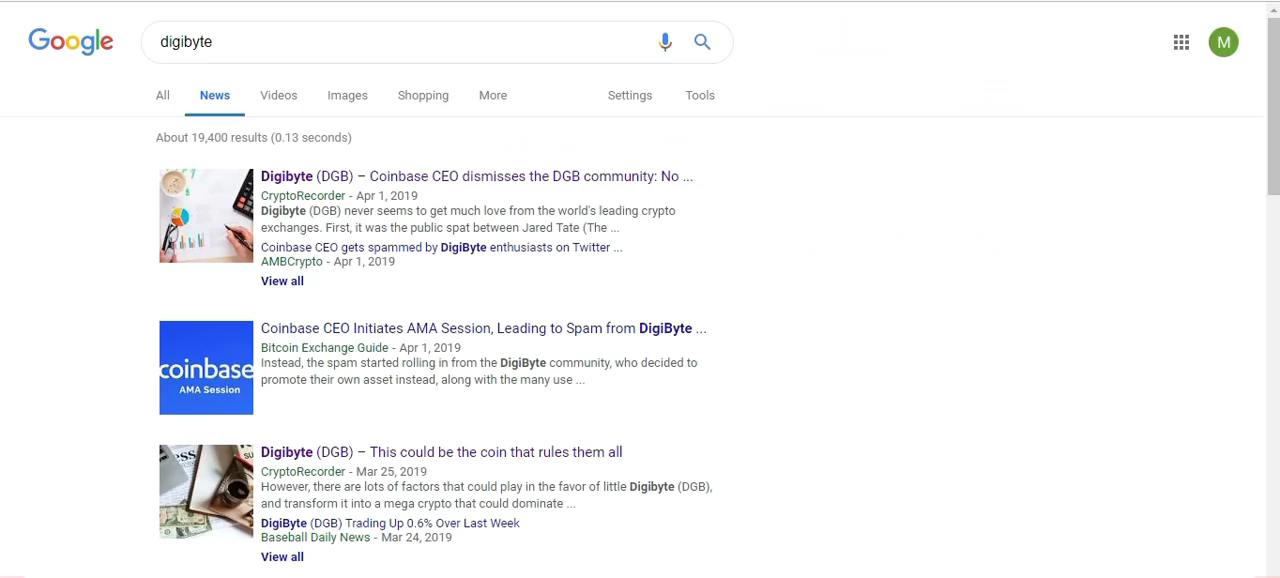 Google
digibyte
M
All News Videos Images Shopping More Settings Tools
About 19,400 results (0.13 seconds)
Digibyte (DGB) – Coinbase CEO dismisses the DGB community: No ...
CryptoRecorder - Apr 1, 2019
Digibyte (DGB) never seems to get much love from the world's leading crypto
exchanges. First, it was the public spat between Jared Tate (The ...
Coinbase CEO gets spammed by DigiByte enthusiasts on Twitter ...
AMBCrypto - Apr 1, 2019
View all
Coinbase CEO Initiates AMA Session, Leading to Spam from DigiByte ...
Bitcoin Exchange Guide - Apr 1, 2019
Instead, the spam started rolling in from the DigiByte community, who decided to
promote their own asset instead, along with the many use ...
coinbase
AMA Session
Digibyte (DGB) – This could be the coin that rules them all
CryptoRecorder - Mar 25, 2019
However, there are lots of factors that could play in the favor of little Digibyte (DGB),
and transform it into a mega crypto that could dominate ...
DigiByte (DGB) Trading Up 0.6% Over Last Week
Baseball Daily News - Mar 24, 2019
View all